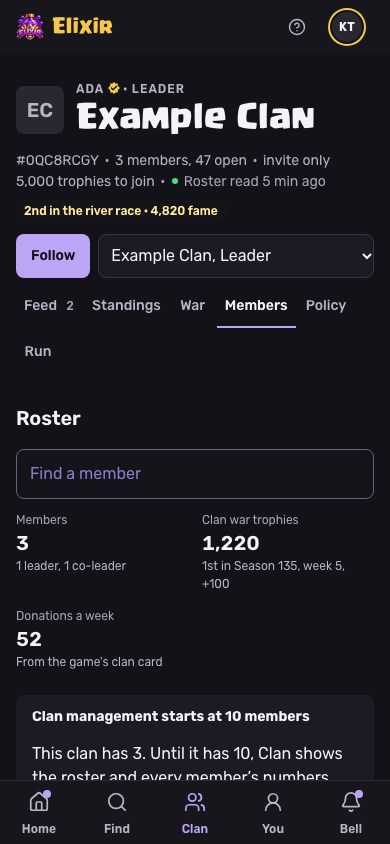 Elixir
KT
ADA • LEADER
EC
Example Clan
#0QC8RCGY • 3 members, 47 open • invite only
5,000 trophies to join • Roster read 5 min ago
2nd in the river race • 4,820 fame
Follow
Example Clan, Leader
Feed 2 Standings War Members Policy
Run
Roster
Find a member
Members
3
1 leader, 1 co-leader
Clan war trophies
1,220
1st in Season 135, week 5,
+100
Donations a week
52
From the game's clan card
Clan management starts at 10 members
This clan has 3. Until it has 10, Clan shows
the roster and every member's numbers
Home Find Clan You Bell